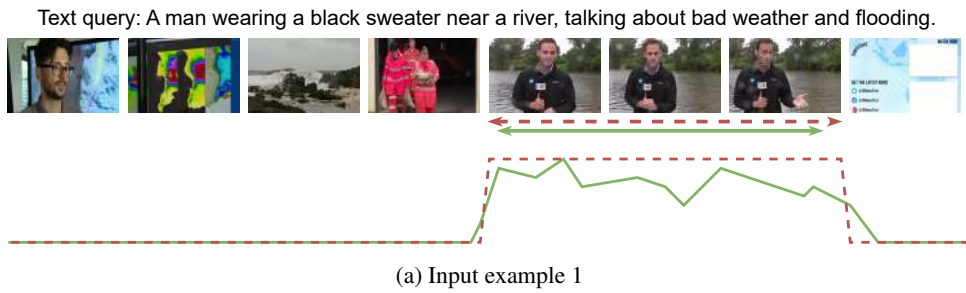 Text query: A man wearing a black sweater near a river, talking about bad weather and flooding.
(a) Input example 1